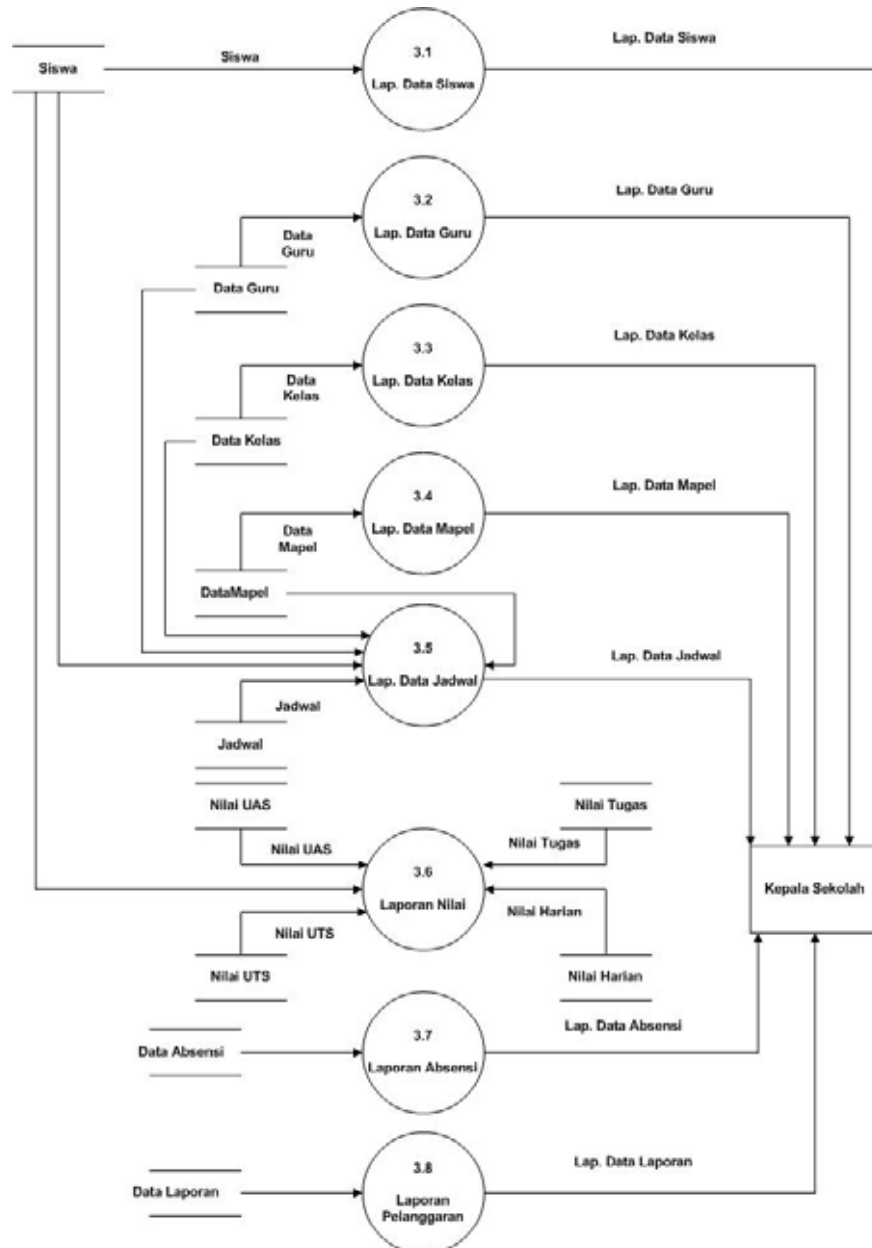 Lap. Data Siswa
Siswa
Siswa
3.1
Lap. Data Siswa
Lap. Data Guru
3.2
Lap. Data Guru
Data
Guru
Data Guru
Lap. Data Kelas
3.3
Lap. Data Kelas
Data
Kelas
Data Kelas
Lap. Data Mapel
3.4
Lap. Data Mapel
Data
Mapel
DataMapel
Lap. Data Jadwal
3.5
Lap. Data Jadwal
Jadwal
Jadwal
Nilai UAS
Nilai Tugas
Nilai UAS
Nilai Tugas
3.6
Laporan Nilai
Kepala Sekolah
Nilai Harian
Nilai UTS
Nilai UTS
Nilai Harian
Lap. Data Absensi
3.7
Laporan Absensi
Data Absensi
Lap. Data Laporan
3.8
Laporan
Pelanggaran
Data Laporan